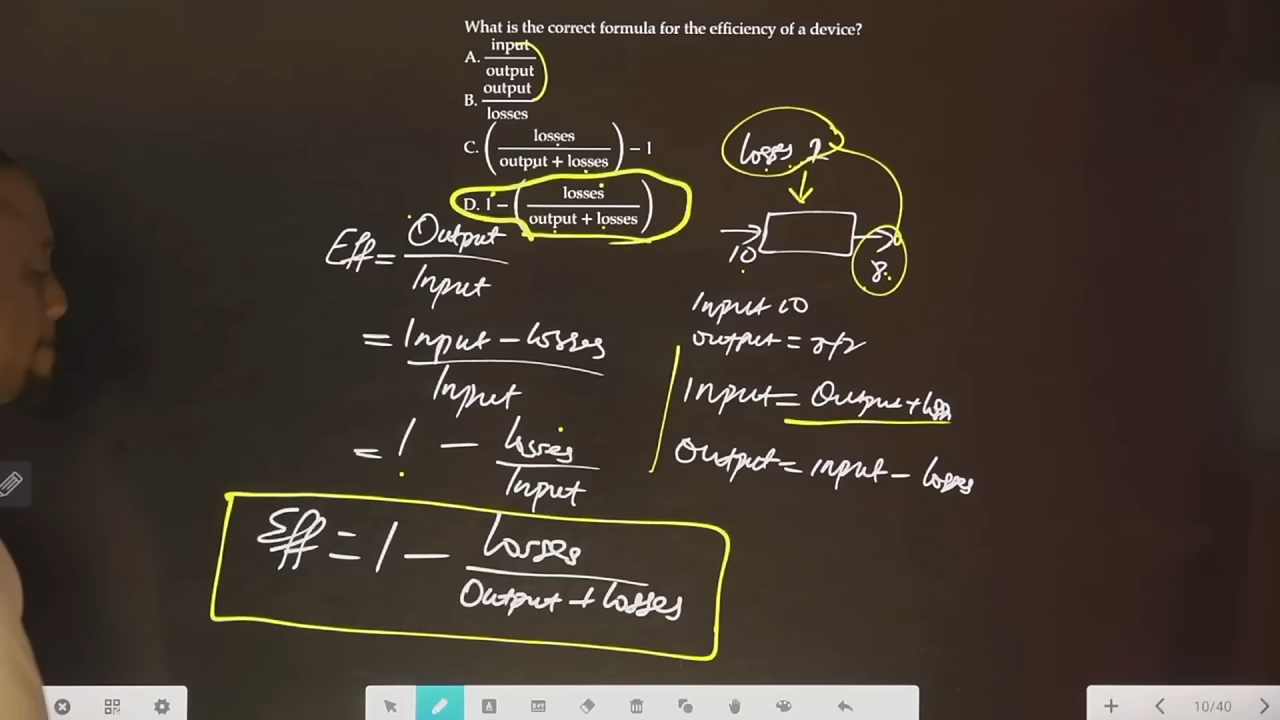 What is the correct formula for the efficiency of a device?
A. input
output
B. output
losses
C. ( losses
output + losses ) − 1
D. 1 − ( losses
output + losses )
losses 2
10
8
Eff = Output
Input
= Input − losses
Input
= 1 − losses
Input
Eff = 1 − losses
Output + losses
Input 10
output =
Input = Output + loss
Output = input − losses
10/40